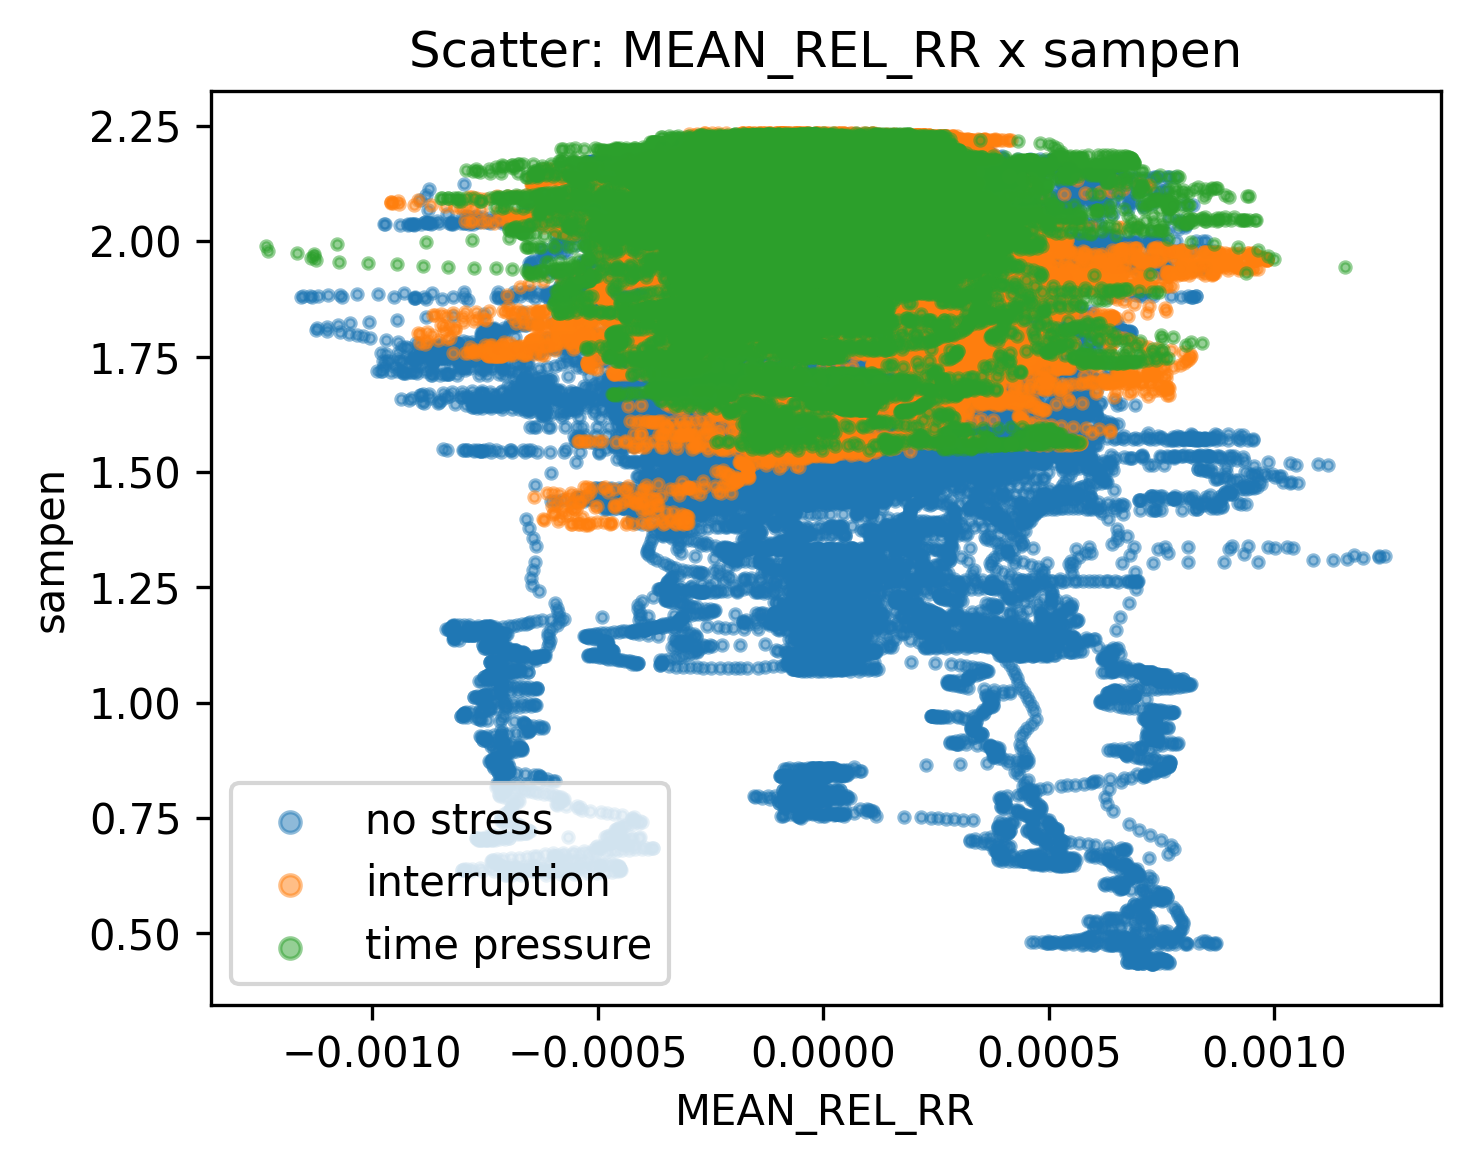 Scatter: MEAN_REL_RR x sampen
2.25
2.00
1.75
1.50
1.25
1.00
0.75
0.50
sampen
no stress
interruption
time pressure
−0.0010 −0.0005 0.0000 0.0005 0.0010
MEAN_REL_RR